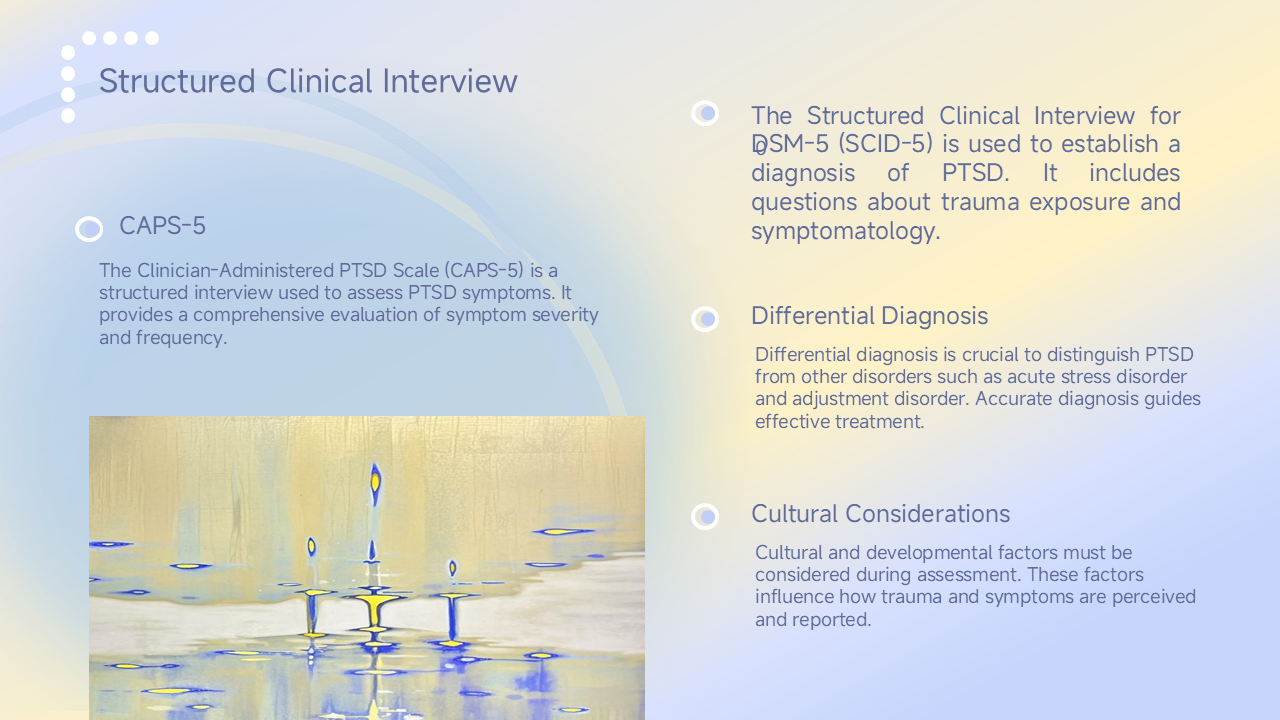 Structured Clinical Interview
CAPS-5
The Clinician-Administered PTSD Scale (CAPS-5) is a
structured interview used to assess PTSD symptoms. It
provides a comprehensive evaluation of symptom severity
and frequency.
The Structured Clinical Interview for
DSM-5 (SCID-5) is used to establish a
diagnosis of PTSD. It includes
questions about trauma exposure and
symptomatology.
Differential Diagnosis
Differential diagnosis is crucial to distinguish PTSD
from other disorders such as acute stress disorder
and adjustment disorder. Accurate diagnosis guides
effective treatment.
Cultural Considerations
Cultural and developmental factors must be
considered during assessment. These factors
influence how trauma and symptoms are perceived
and reported.